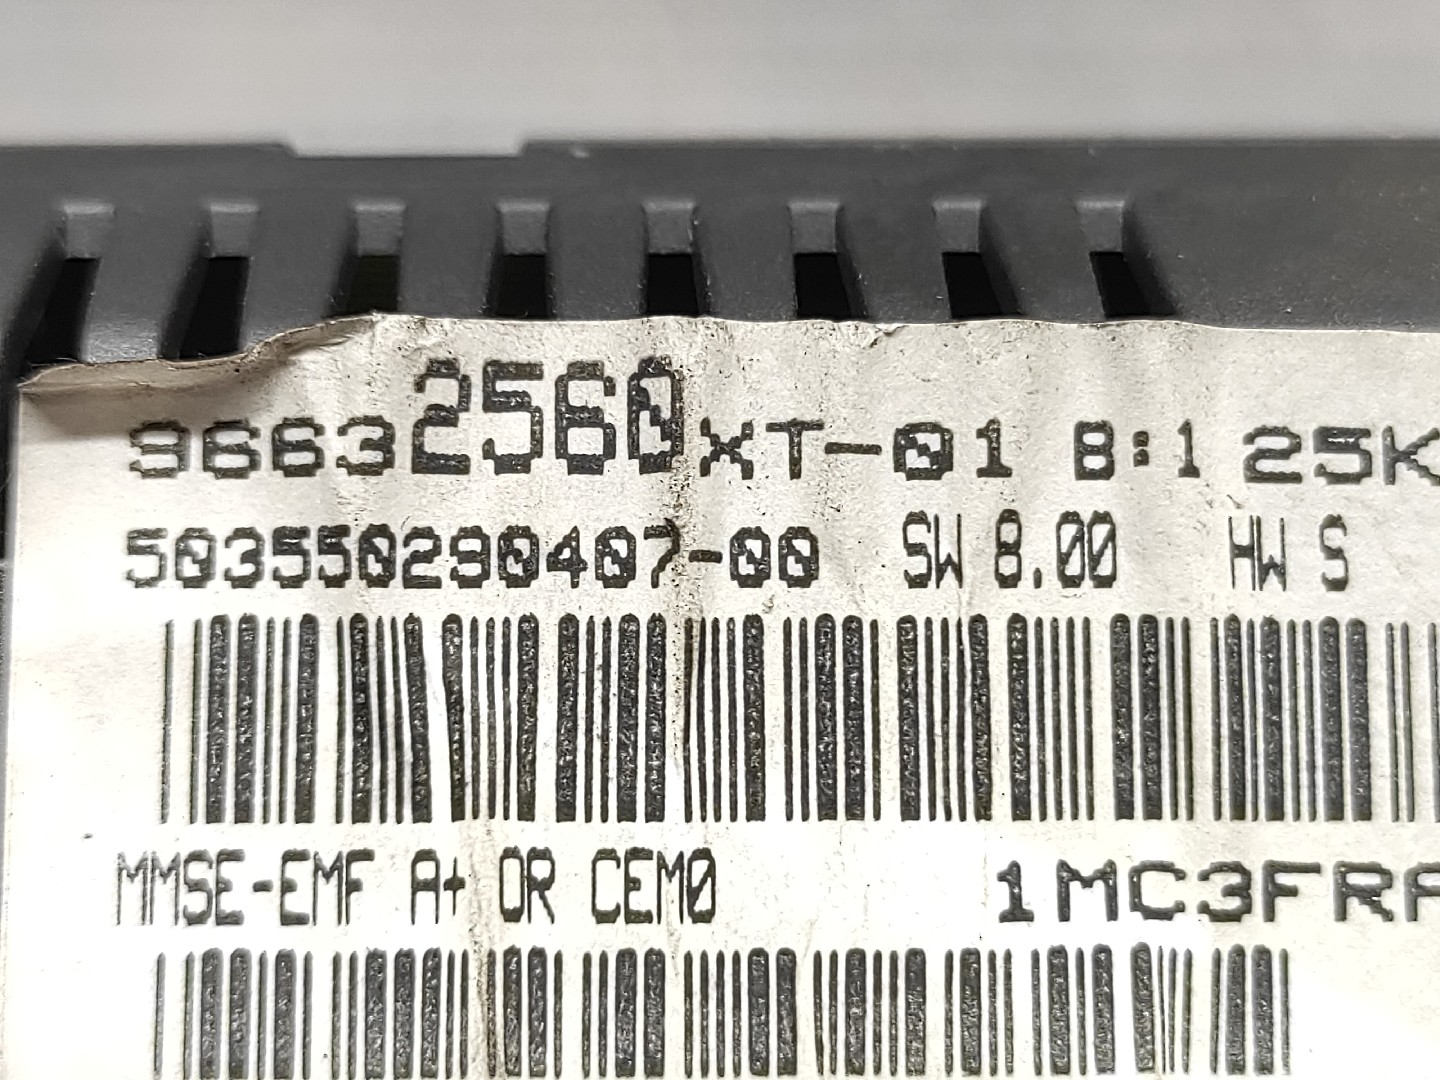 96632560XT-01 8:1 25K
503550290407-00 SW 8.00 HW S
MMSE-EMF A+ OR CEM0 1MC3FRA